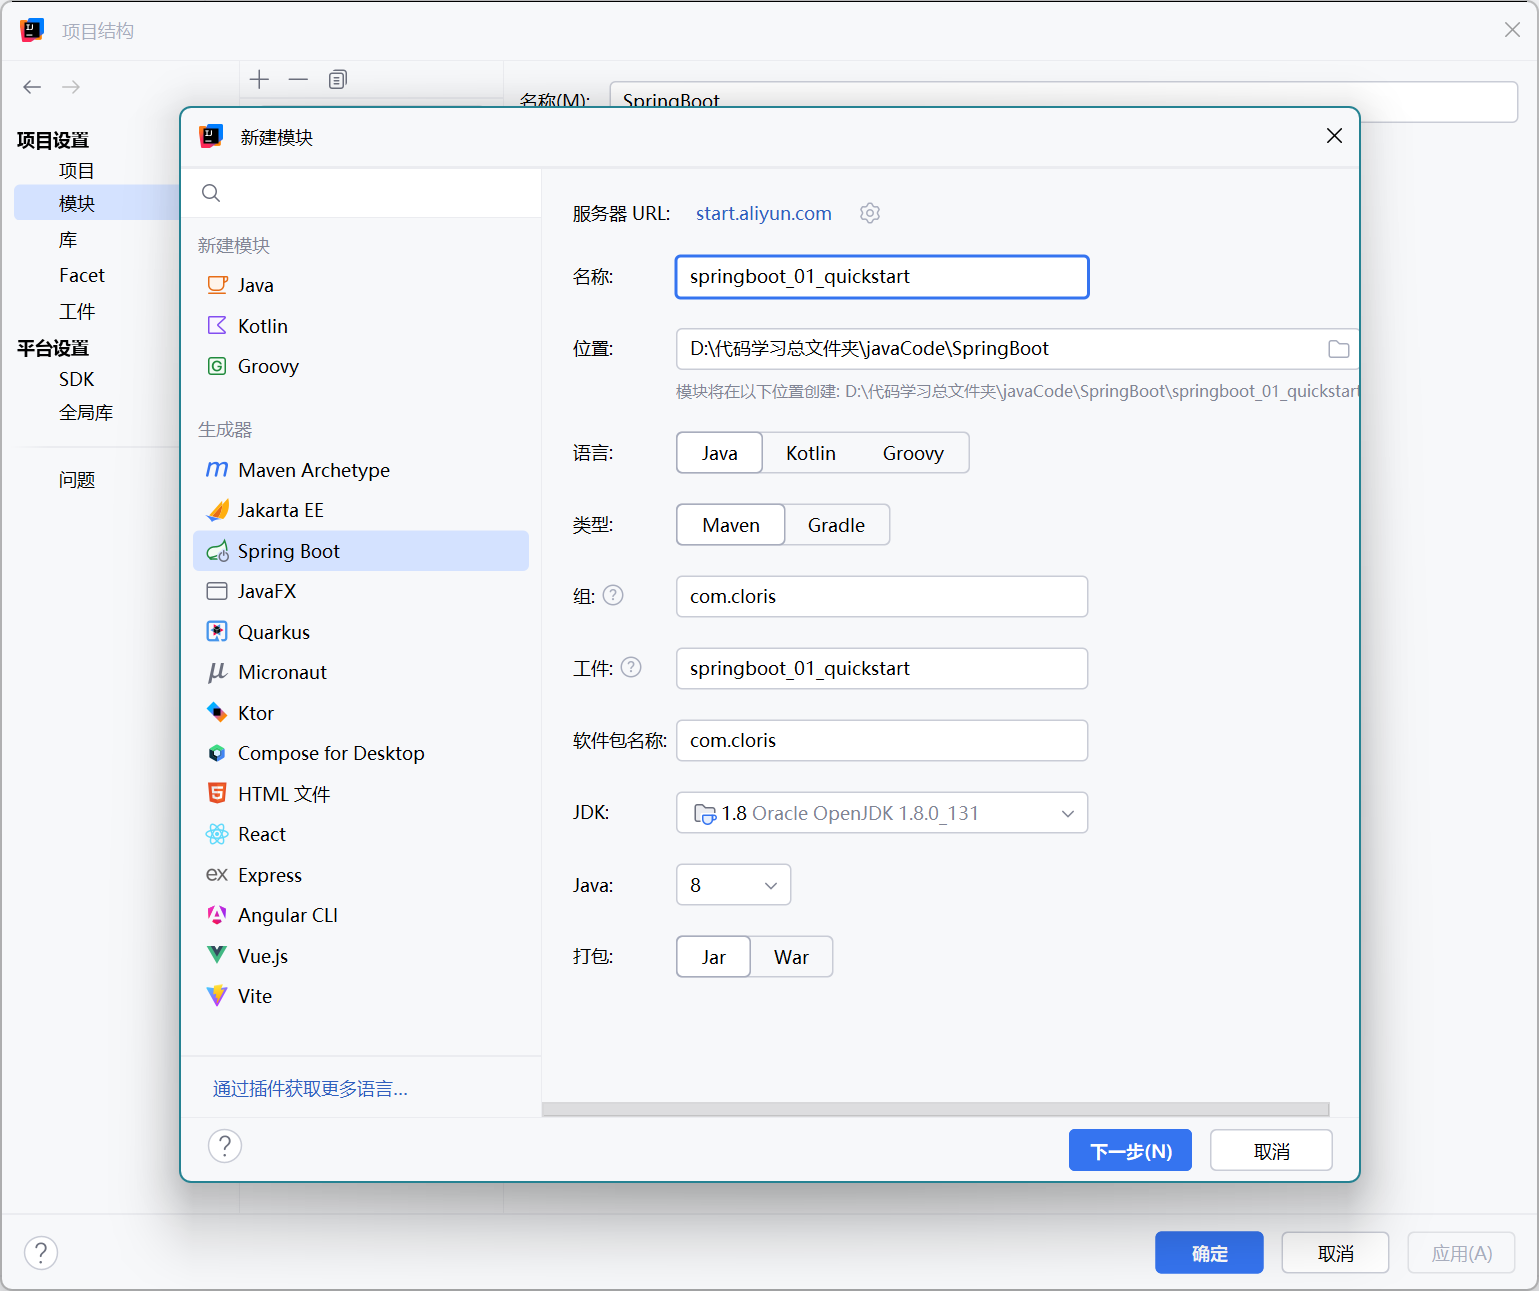 项目结构
名称(M):
SpringBoot
项目设置
项目
模块
库
Facet
工件
平台设置
SDK
全局库
问题
新建模块
新建模块
Java
Kotlin
Groovy
生成器
Maven Archetype
Jakarta EE
Spring Boot
JavaFX
Quarkus
Micronaut
Ktor
Compose for Desktop
HTML 文件
React
Express
Angular CLI
Vue.js
Vite
通过插件获取更多语言...
服务器 URL: start.aliyun.com
名称: springboot_01_quickstart
位置: D:\代码学习总文件夹\javaCode\SpringBoot
模块将在以下位置创建: D:\代码学习总文件夹\javaCode\SpringBoot\springboot_01_quickstart
语言: Java Kotlin Groovy
类型: Maven Gradle
组: com.cloris
工件: springboot_01_quickstart
软件包名称: com.cloris
JDK: 1.8 Oracle OpenJDK 1.8.0_131
Java: 8
打包: Jar War
下一步(N) 取消
确定 取消 应用(A)